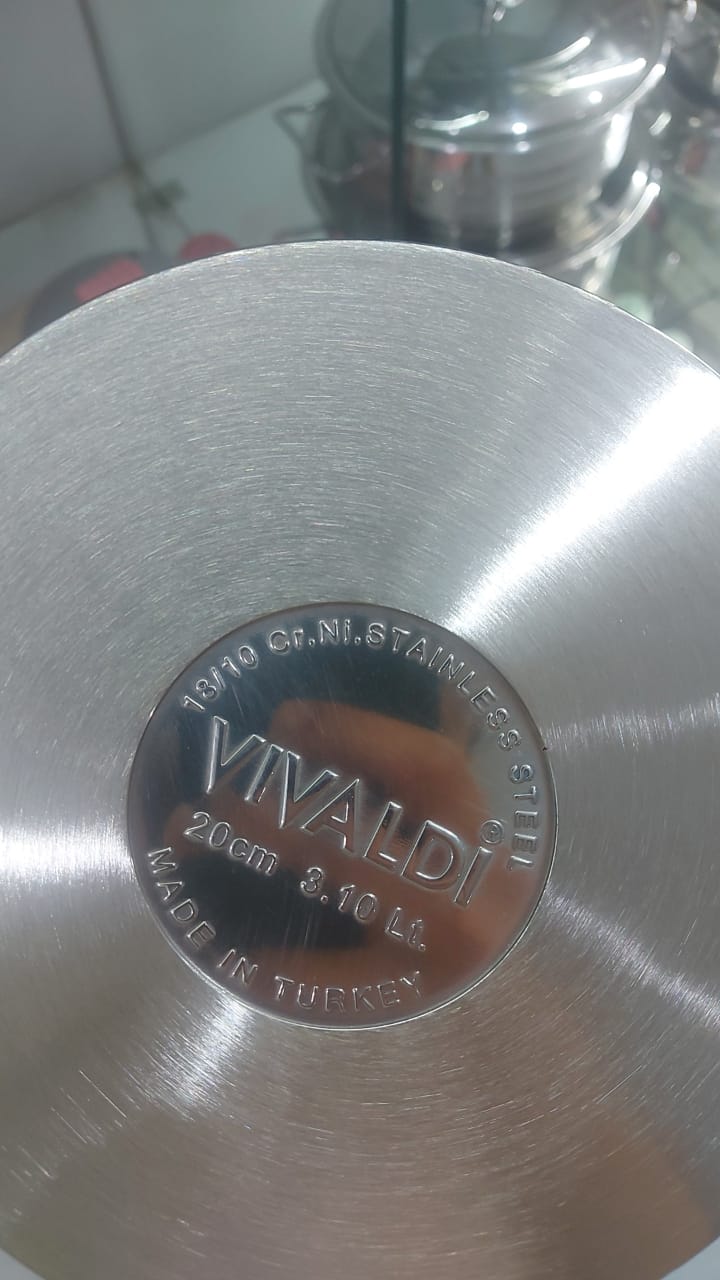 18/10 Cr.Ni.STAINLESS STEEL
VIVALDİ®
20cm 3.10 Lt.
MADE IN TURKEY